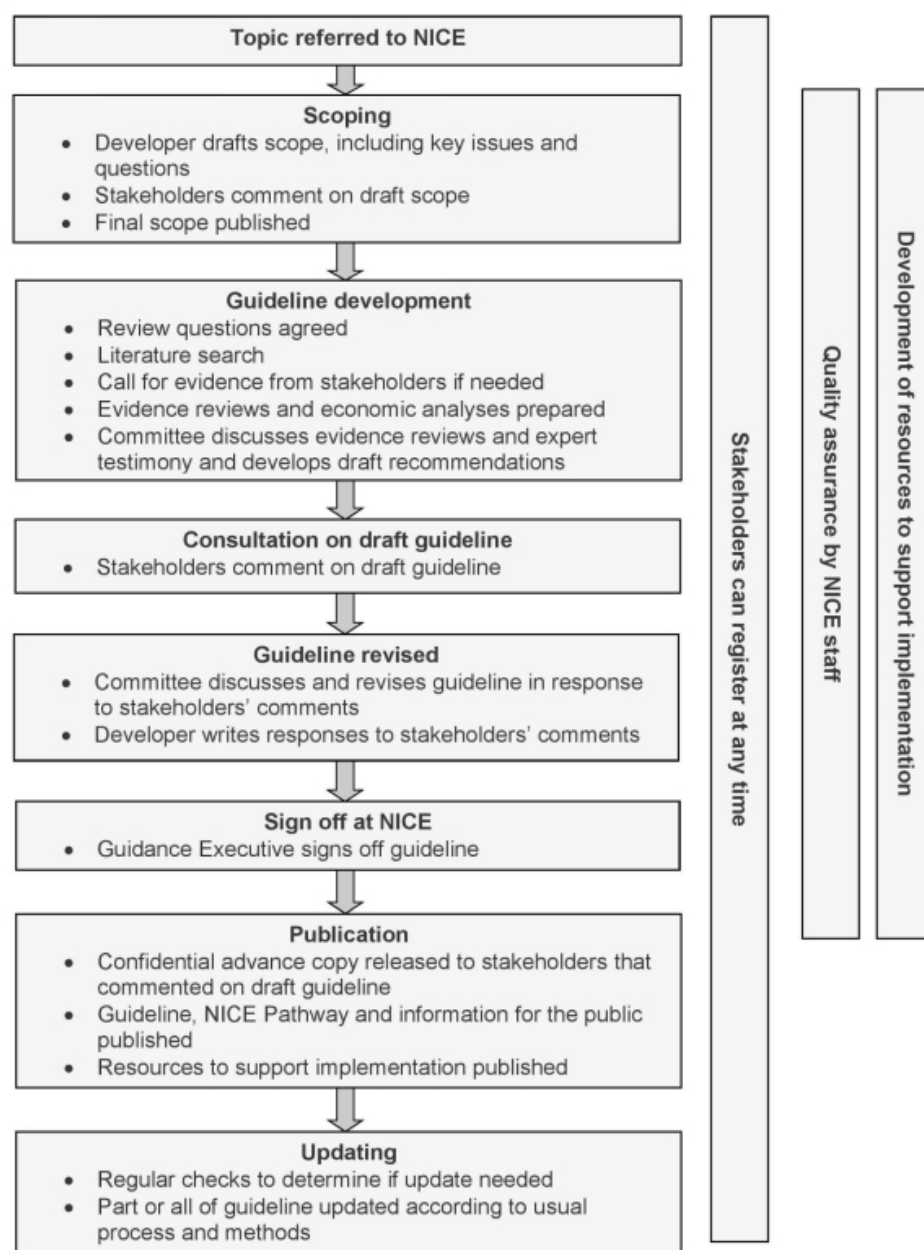 Topic referred to NICE
Scoping
• Developer drafts scope, including key issues and
questions
• Stakeholders comment on draft scope
• Final scope published
Guideline development
• Review questions agreed
• Literature search
• Call for evidence from stakeholders if needed
• Evidence reviews and economic analyses prepared
• Committee discusses evidence reviews and expert
testimony and develops draft recommendations
Consultation on draft guideline
• Stakeholders comment on draft guideline
Guideline revised
• Committee discusses and revises guideline in response
to stakeholders’ comments
• Developer writes responses to stakeholders’ comments
Sign off at NICE
• Guidance Executive signs off guideline
Publication
• Confidential advance copy released to stakeholders that
commented on draft guideline
• Guideline, NICE Pathway and information for the public
published
• Resources to support implementation published
Updating
• Regular checks to determine if update needed
• Part or all of guideline updated according to usual
process and methods
Stakeholders can register at any time
Quality assurance by NICE staff
Development of resources to support implementation